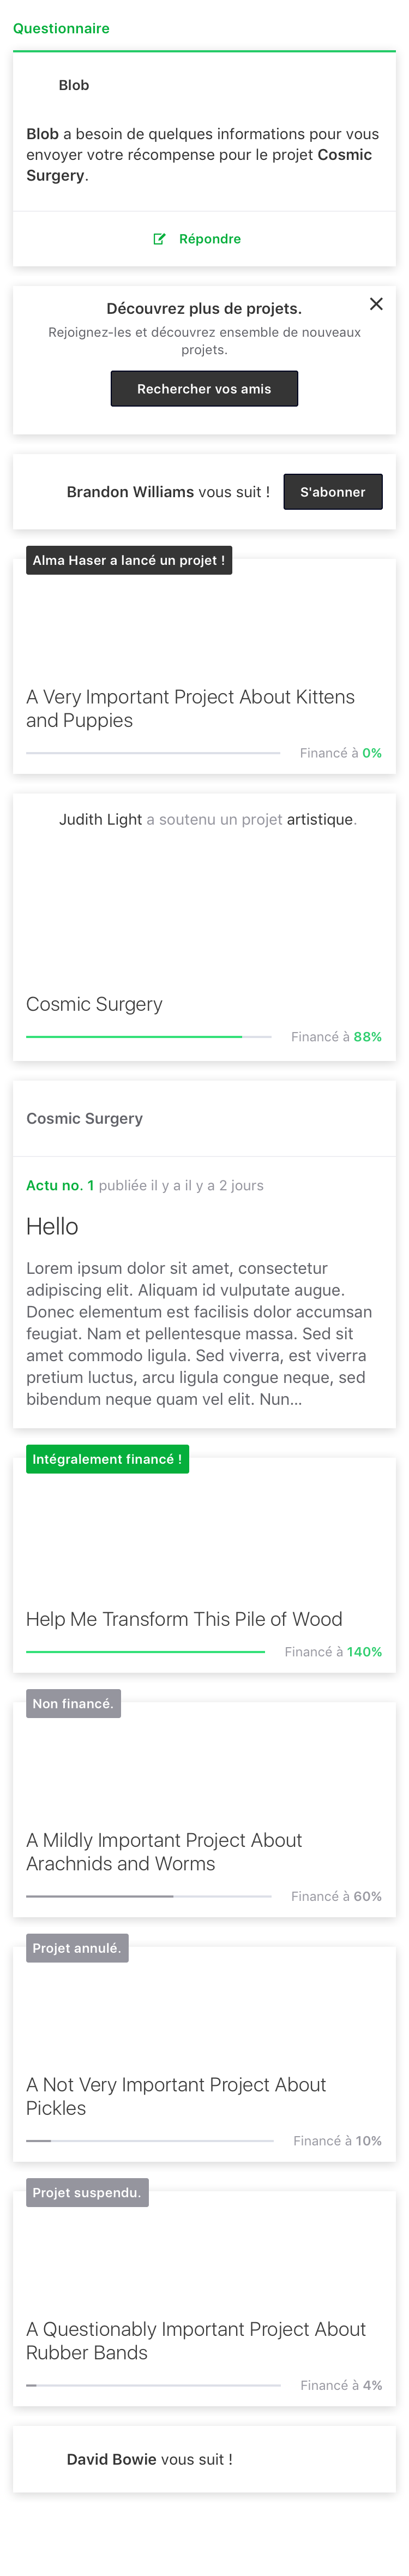 Questionnaire
Blob
Blob a besoin de quelques informations pour vous
envoyer votre récompense pour le projet Cosmic
Surgery.
Répondre
Découvrez plus de projets.
Rejoignez-les et découvrez ensemble de nouveaux
projets.
Rechercher vos amis
Brandon Williams vous suit !
S'abonner
Alma Haser a lancé un projet !
A Very Important Project About Kittens
and Puppies
Financé à 0%
Judith Light a soutenu un projet artistique.
Cosmic Surgery
Financé à 88%
Cosmic Surgery
Actu no. 1 publiée il y a il y a 2 jours
Hello
Lorem ipsum dolor sit amet, consectetur
adipiscing elit. Aliquam id vulputate augue.
Donec elementum est facilisis dolor accumsan
feugiat. Nam et pellentesque massa. Sed sit
amet commodo ligula. Sed viverra, est viverra
pretium luctus, arcu ligula congue neque, sed
bibendum neque quam vel elit. Nun...
Intégralement financé !
Help Me Transform This Pile of Wood
Financé à 140%
Non financé.
A Mildly Important Project About
Arachnids and Worms
Financé à 60%
Projet annulé.
A Not Very Important Project About
Pickles
Financé à 10%
Projet suspendu.
A Questionably Important Project About
Rubber Bands
Financé à 4%
David Bowie vous suit !